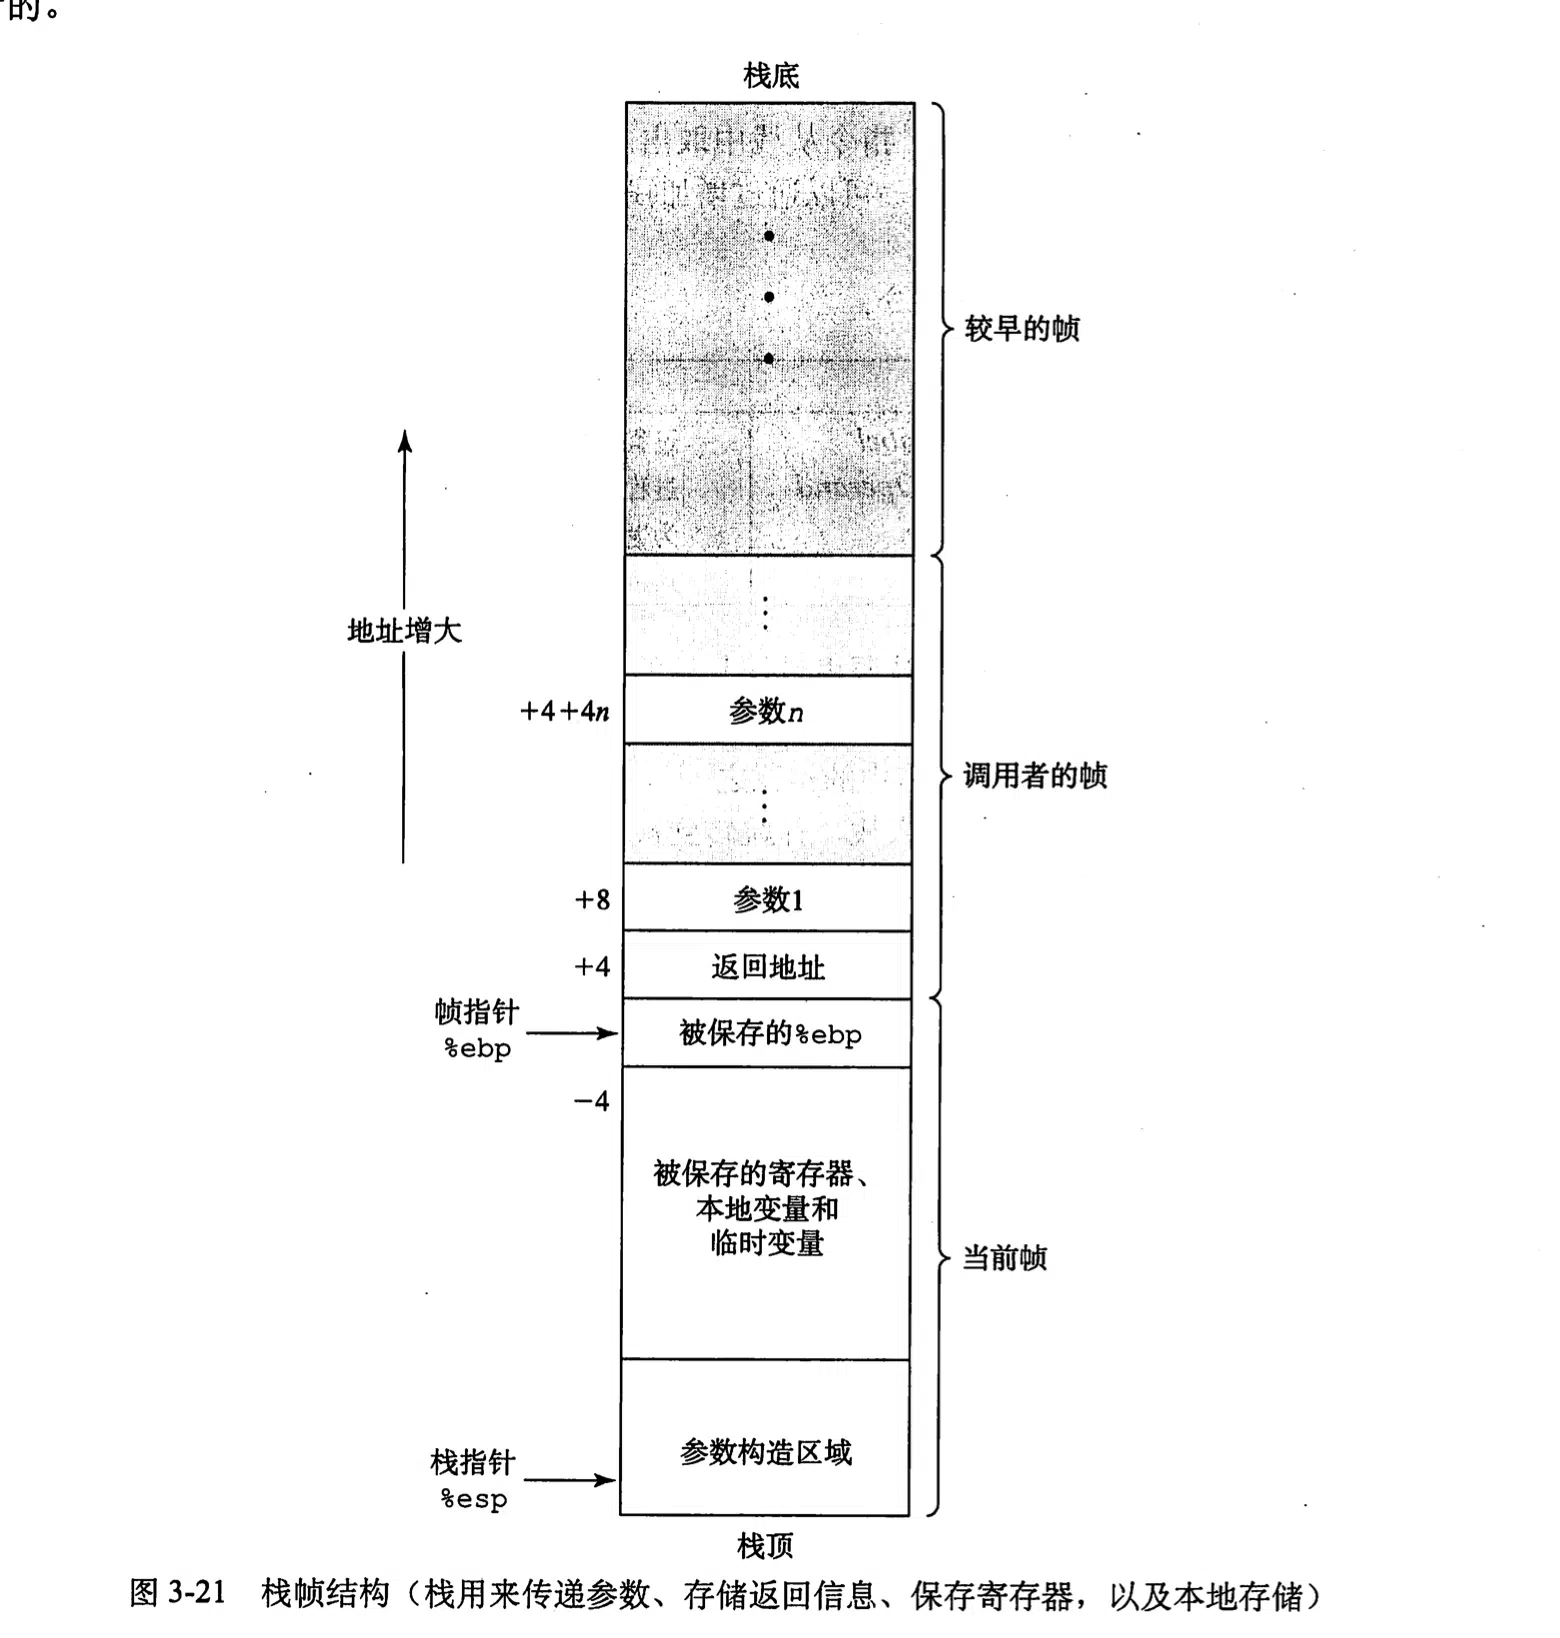 的。
栈底
较早的帧
地址增大
+4+4n
参数n
调用者的帧
+8
参数1
+4
返回地址
帧指针
%ebp
被保存的%ebp
-4
被保存的寄存器、
本地变量和
临时变量
当前帧
参数构造区域
栈指针
%esp
栈顶
图 3-21 栈帧结构（栈用来传递参数、存储返回信息、保存寄存器，以及本地存储）